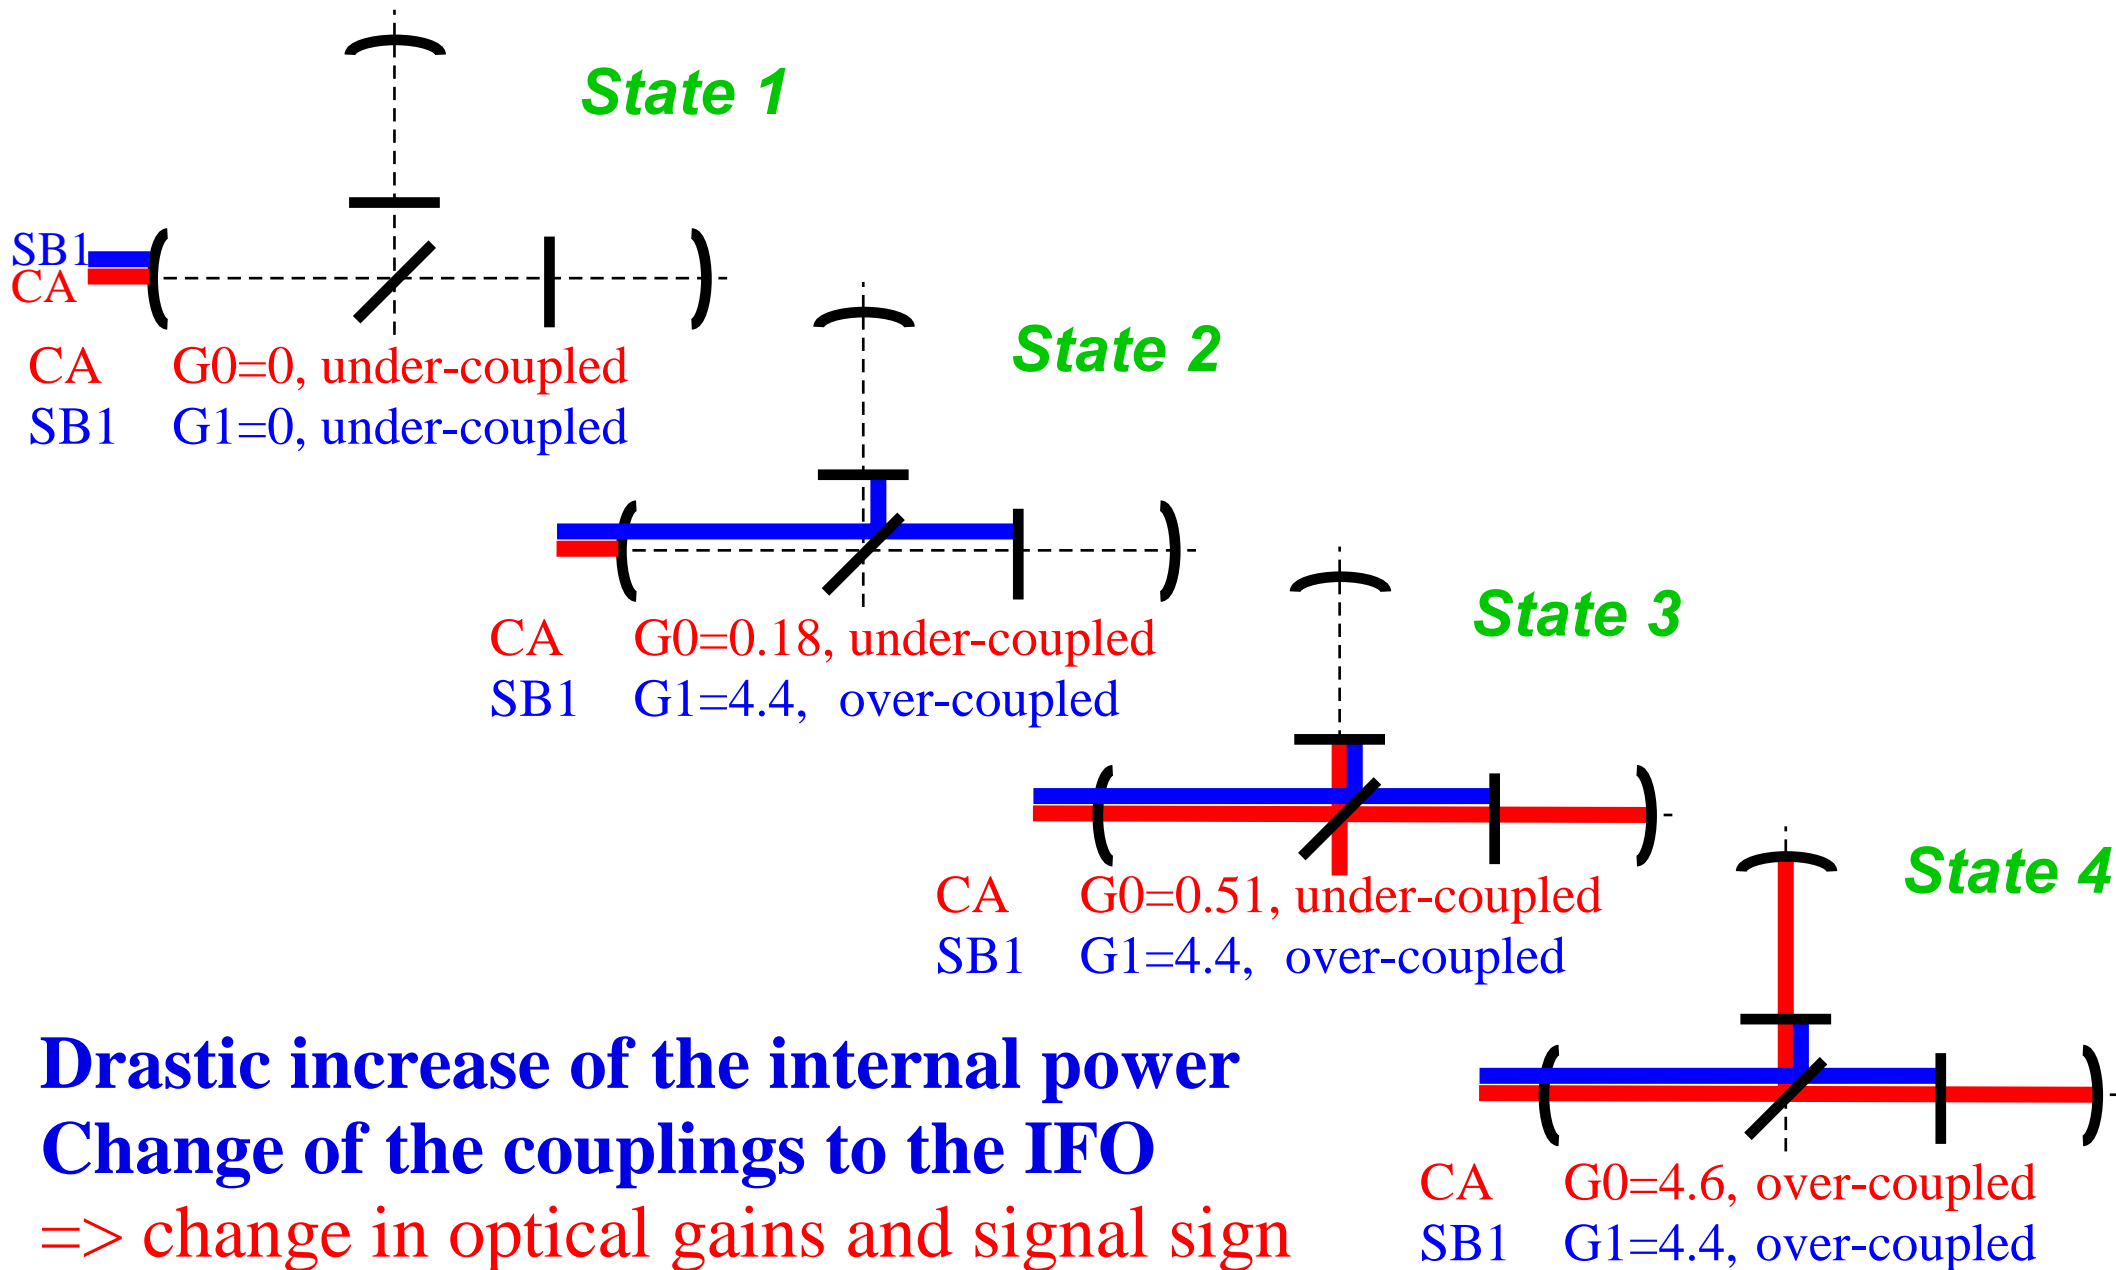 State 1
SB1
CA
CA G0=0, under-coupled
SB1 G1=0, under-coupled
State 2
CA G0=0.18, under-coupled
SB1 G1=4.4, over-coupled
State 3
CA G0=0.51, under-coupled
SB1 G1=4.4, over-coupled
State 4
CA G0=4.6, over-coupled
SB1 G1=4.4, over-coupled
Drastic increase of the internal power
Change of the couplings to the IFO
=> change in optical gains and signal sign